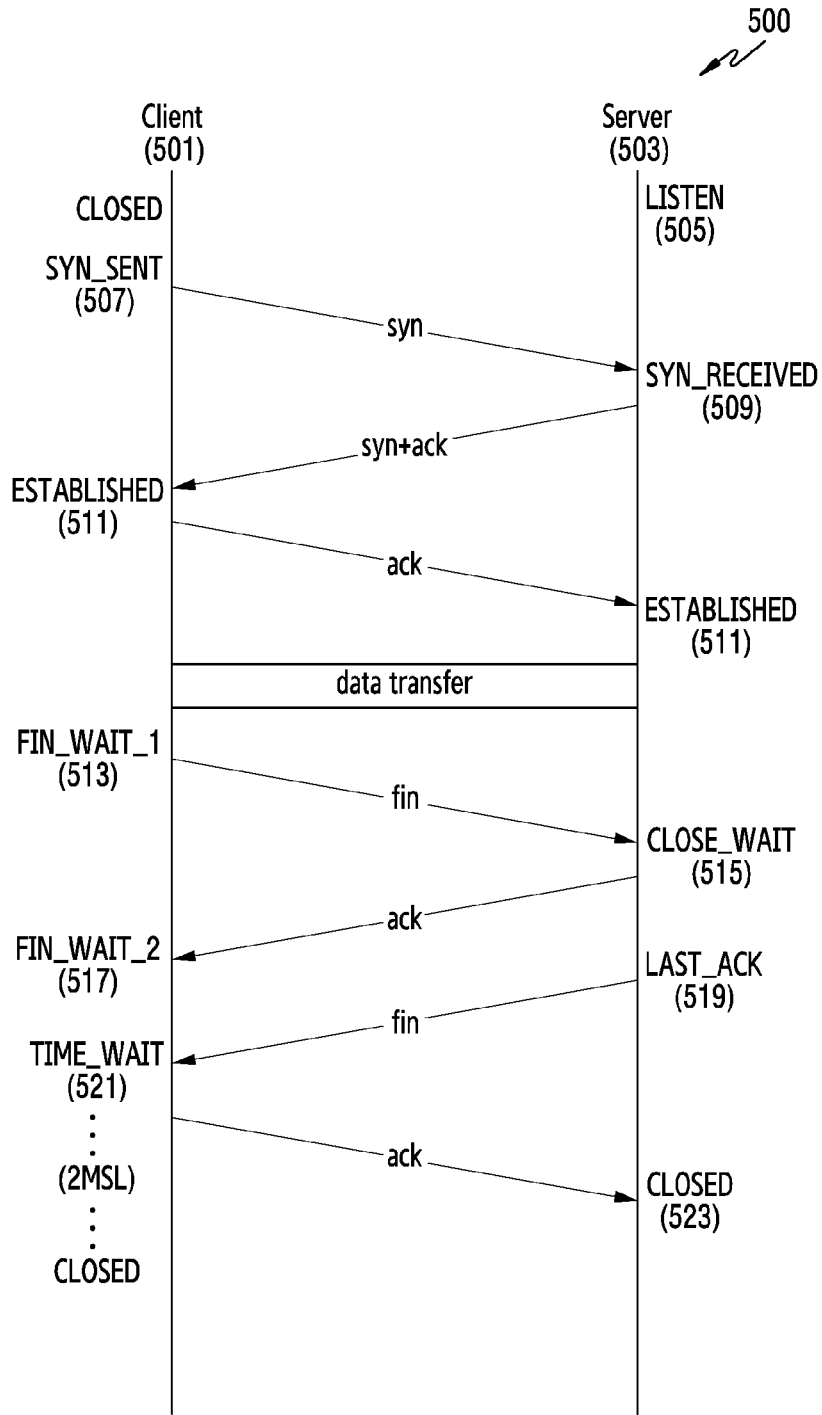 500
Client
(501)
Server
(503)
CLOSED
LISTEN
(505)
SYN_SENT
(507)
syn
SYN_RECEIVED
(509)
syn+ack
ESTABLISHED
(511)
ack
ESTABLISHED
(511)
data transfer
FIN_WAIT_1
(513)
fin
CLOSE_WAIT
(515)
ack
FIN_WAIT_2
(517)
LAST_ACK
(519)
fin
TIME_WAIT
(521)
ack
(2MSL)
CLOSED
(523)
CLOSED